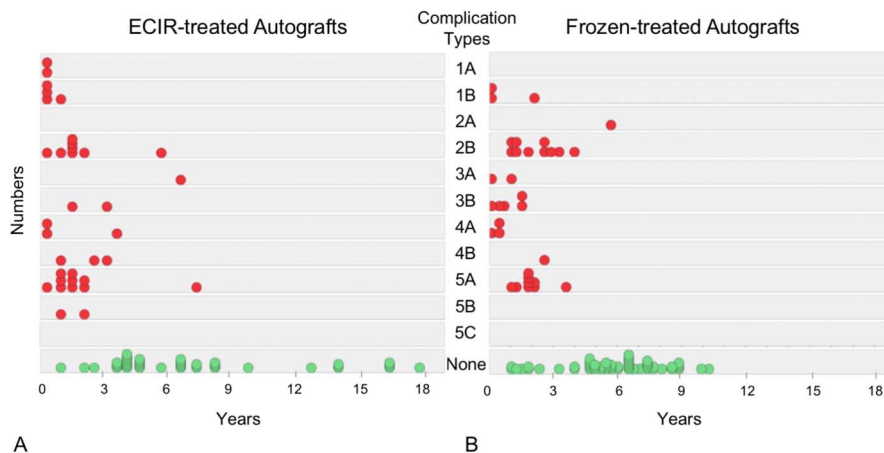 ECIR-treated Autografts
Complication
Types
Frozen-treated Autografts
1A
1B
2A
2B
3A
3B
4A
4B
5A
5B
5C
None
Numbers
0 3 6 9 12 15 18
0 3 6 9 12 15 18
Years
Years
A
B